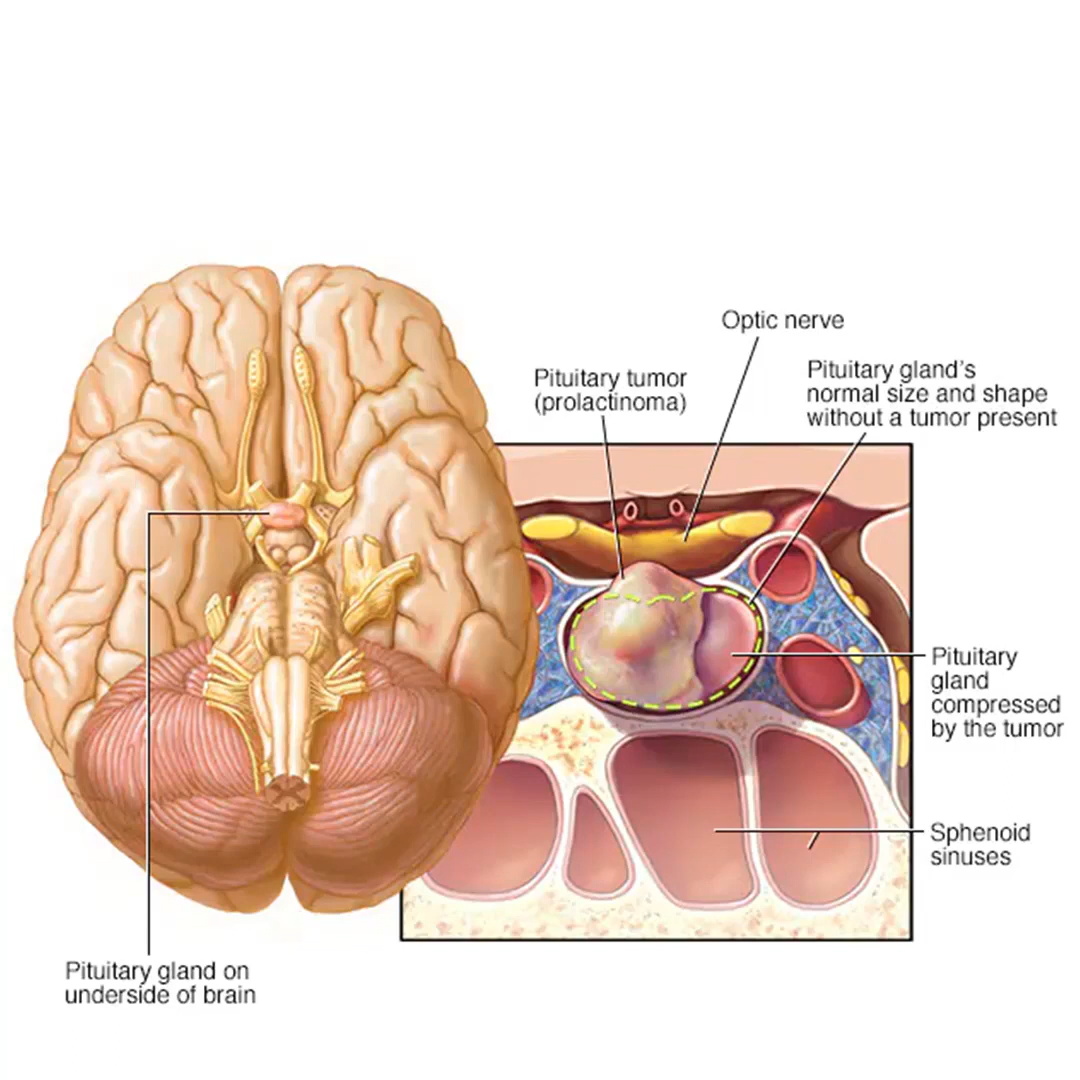 Optic nerve
Pituitary tumor
(prolactinoma)
Pituitary gland's
normal size and shape
without a tumor present
Pituitary
gland
compressed
by the tumor
Sphenoid
sinuses
Pituitary gland on
underside of brain